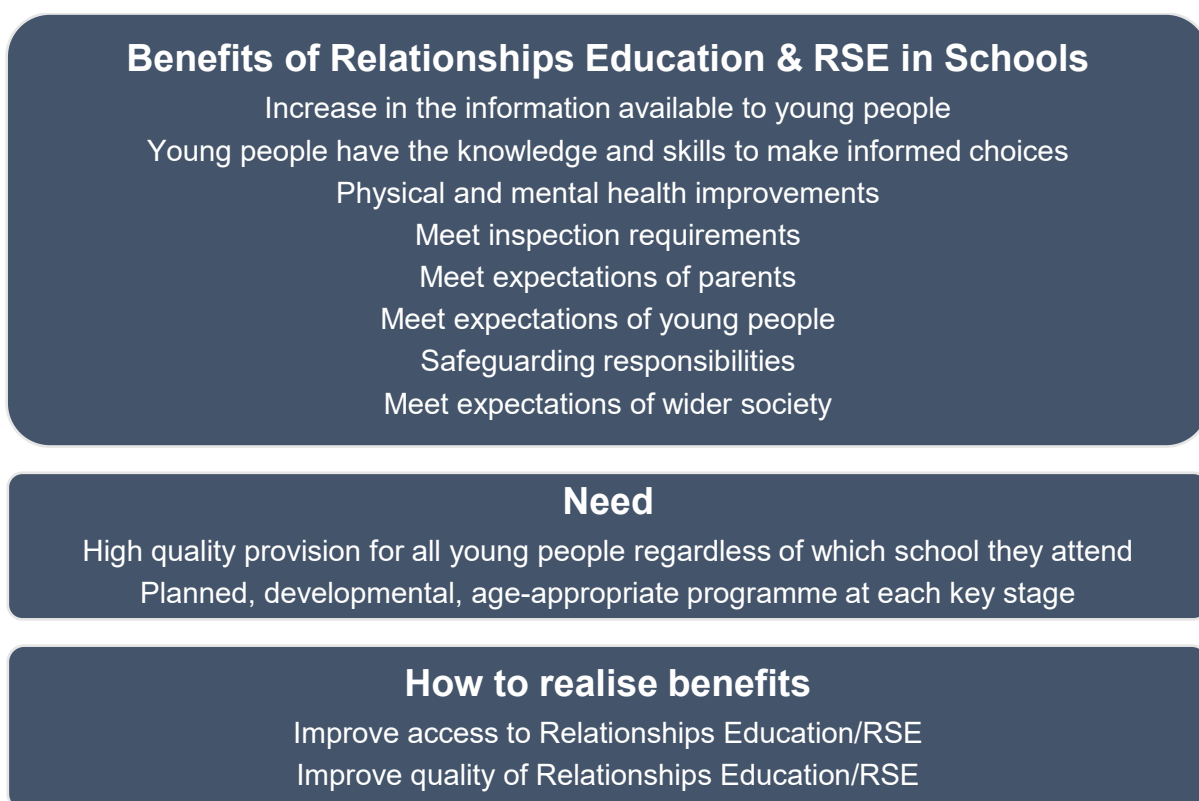 Benefits of Relationships Education & RSE in Schools
Increase in the information available to young people
Young people have the knowledge and skills to make informed choices
Physical and mental health improvements
Meet inspection requirements
Meet expectations of parents
Meet expectations of young people
Safeguarding responsibilities
Meet expectations of wider society
Need
High quality provision for all young people regardless of which school they attend
Planned, developmental, age-appropriate programme at each key stage
How to realise benefits
Improve access to Relationships Education/RSE
Improve quality of Relationships Education/RSE